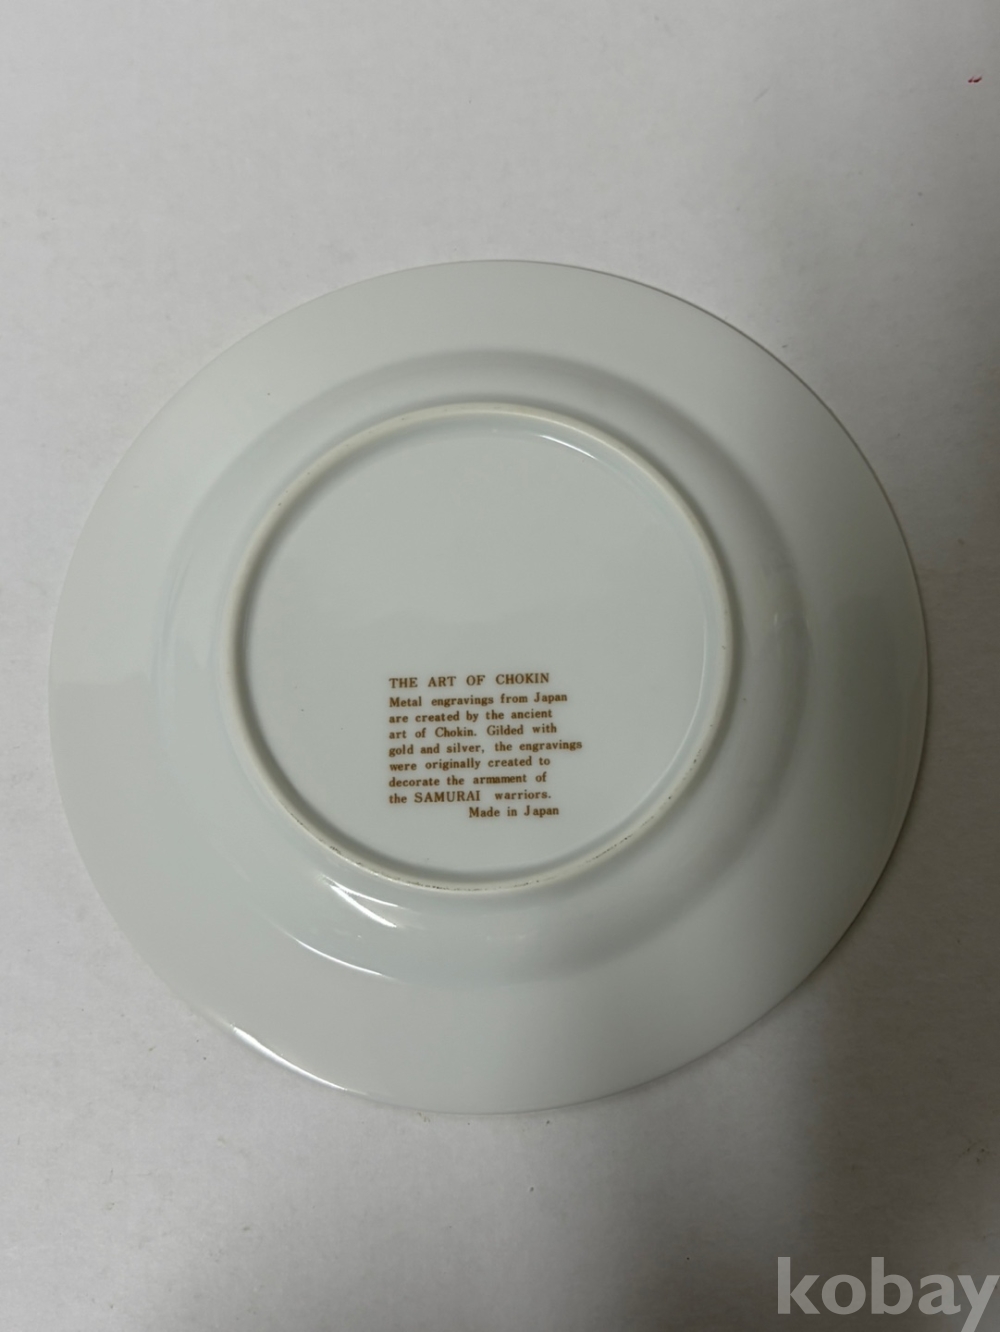 THE ART OF CHOKIN
Metal engravings from Japan
are created by the ancient
art of Chokin. Gilded with
gold and silver, the engravings
were originally created to
decorate the armament of
the SAMURAI warriors.
Made in Japan
kobay